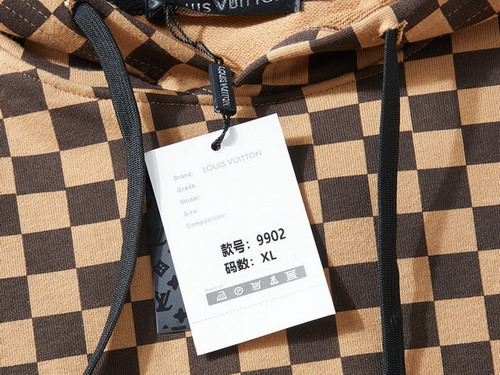 LOUIS VUITTON
LOUIS VUITTON
Brand: LOUIS VUITTON
Grade:
Model:
Size:
Composition:
款号：9902
码数：XL